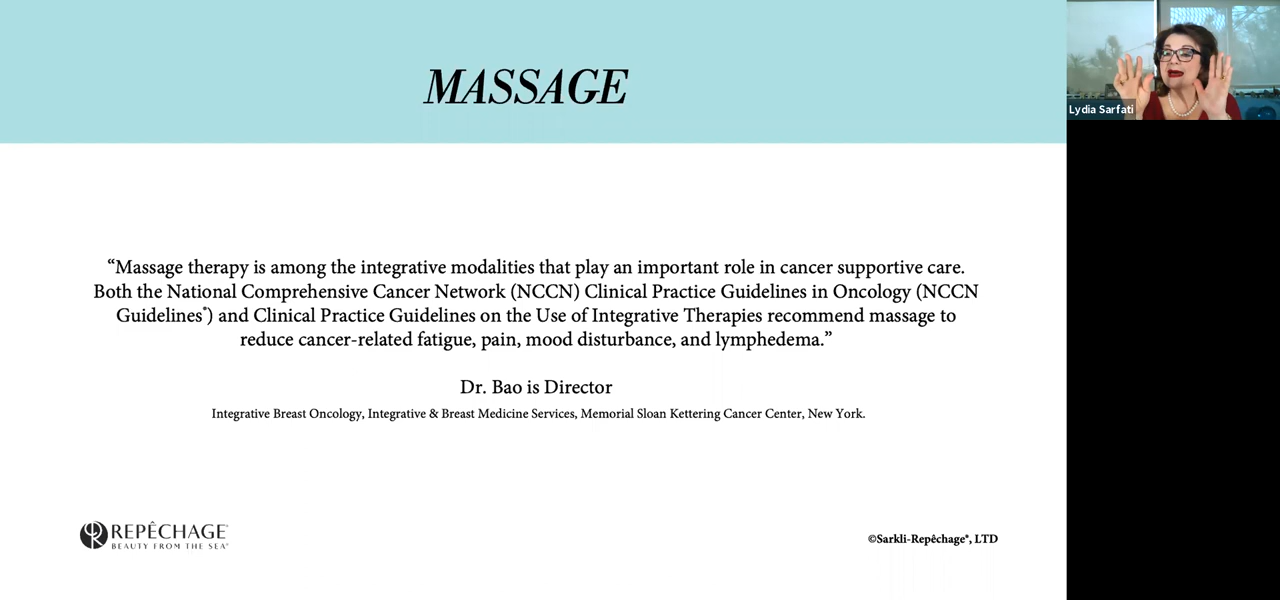 MASSAGE
Lydia Sarfati
“Massage therapy is among the integrative modalities that play an important role in cancer supportive care.
Both the National Comprehensive Cancer Network (NCCN) Clinical Practice Guidelines in Oncology (NCCN
Guidelines®) and Clinical Practice Guidelines on the Use of Integrative Therapies recommend massage to
reduce cancer-related fatigue, pain, mood disturbance, and lymphedema.”
Dr. Bao is Director
Integrative Breast Oncology, Integrative & Breast Medicine Services, Memorial Sloan Kettering Cancer Center, New York.
REPÊCHAGE®
BEAUTY FROM THE SEA®
©Sarkli-Repêchage®, LTD